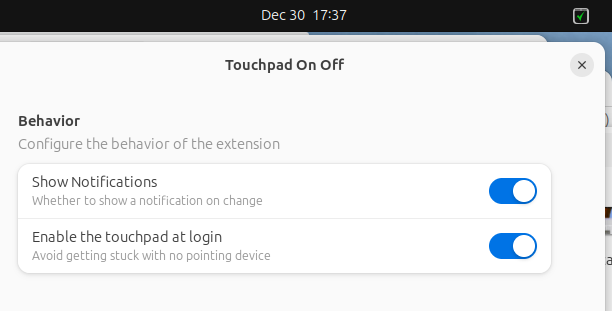 Dec 30 17:37
Touchpad On Off
Behavior
Configure the behavior of the extension
Show Notifications
Whether to show a notification on change
Enable the touchpad at login
Avoid getting stuck with no pointing device